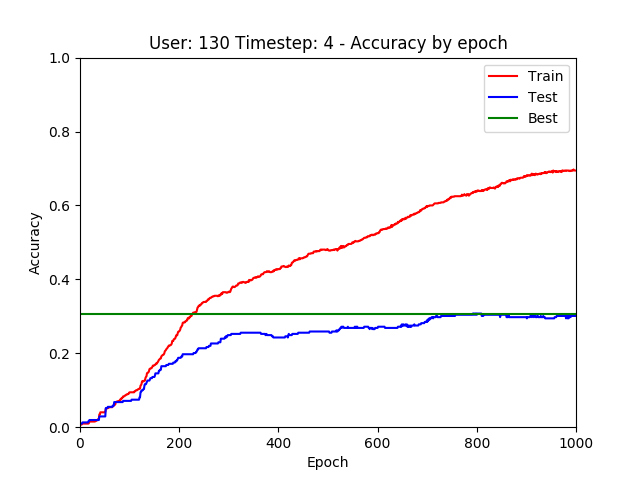 User: 130 Timestep: 4 - Accuracy by epoch
Train
Test
Best
Accuracy
1.0
0.8
0.6
0.4
0.2
0.0
0 200 400 600 800 1000
Epoch